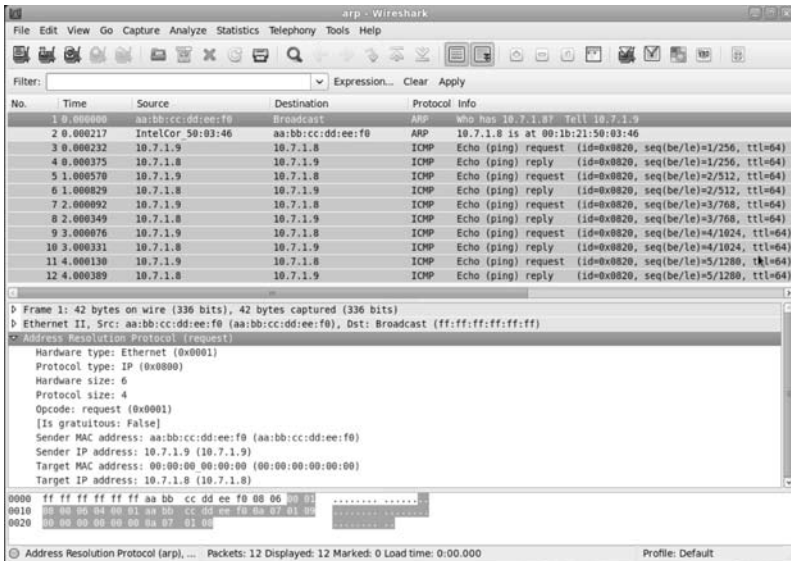 arp - Wireshark
File Edit View Go Capture Analyze Statistics Telephony Tools Help
Filter: Expression... Clear Apply
No. Time Source Destination Protocol Info
1 0.000000 aa:bb:cc:dd:ee:f0 Broadcast ARP Who has 10.7.1.8? Tell 10.7.1.9
2 0.000217 IntelCor_50:03:46 aa:bb:cc:dd:ee:f0 ARP 10.7.1.8 is at 00:1b:21:50:03:46
3 0.000232 10.7.1.9 10.7.1.8 ICMP Echo (ping) request (id=0x0820, seq(be/le)=1/256, ttl=64)
4 0.000375 10.7.1.8 10.7.1.9 ICMP Echo (ping) reply (id=0x0820, seq(be/le)=1/256, ttl=64)
5 1.000570 10.7.1.9 10.7.1.8 ICMP Echo (ping) request (id=0x0820, seq(be/le)=2/512, ttl=64)
6 1.000829 10.7.1.8 10.7.1.9 ICMP Echo (ping) reply (id=0x0820, seq(be/le)=2/512, ttl=64)
7 2.000092 10.7.1.9 10.7.1.8 ICMP Echo (ping) request (id=0x0820, seq(be/le)=3/768, ttl=64)
8 2.000349 10.7.1.8 10.7.1.9 ICMP Echo (ping) reply (id=0x0820, seq(be/le)=3/768, ttl=64)
9 3.000076 10.7.1.9 10.7.1.8 ICMP Echo (ping) request (id=0x0820, seq(be/le)=4/1024, ttl=64)
10 3.000331 10.7.1.8 10.7.1.9 ICMP Echo (ping) reply (id=0x0820, seq(be/le)=4/1024, ttl=64)
11 4.000130 10.7.1.9 10.7.1.8 ICMP Echo (ping) request (id=0x0820, seq(be/le)=5/1280, ttl=64)
12 4.000389 10.7.1.8 10.7.1.9 ICMP Echo (ping) reply (id=0x0820, seq(be/le)=5/1280, ttl=64)
Frame 1: 42 bytes on wire (336 bits), 42 bytes captured (336 bits)
Ethernet II, Src: aa:bb:cc:dd:ee:f0 (aa:bb:cc:dd:ee:f0), Dst: Broadcast (ff:ff:ff:ff:ff:ff)
Address Resolution Protocol (request)
Hardware type: Ethernet (0x0001)
Protocol type: IP (0x0800)
Hardware size: 6
Protocol size: 4
Opcode: request (0x0001)
[Is gratuitous: False]
Sender MAC address: aa:bb:cc:dd:ee:f0 (aa:bb:cc:dd:ee:f0)
Sender IP address: 10.7.1.9 (10.7.1.9)
Target MAC address: 00:00:00_00:00:00 (00:00:00:00:00:00)
Target IP address: 10.7.1.8 (10.7.1.8)
0000 ff ff ff ff ff ff aa bb cc dd ee f0 08 06 00 01 ........ ........
0010 08 00 06 04 00 01 aa bb cc dd ee f0 0a 07 01 09 ........ ........
0020 00 00 00 00 00 00 0a 07 01 08 ........ ..
Address Resolution Protocol (arp), ... Packets: 12 Displayed: 12 Marked: 0 Load time: 0:00.000 Profile: Default